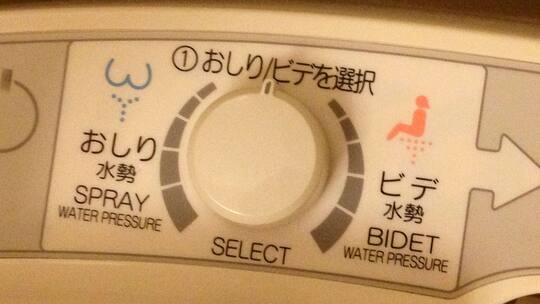 ①おしり/ビデを選択
おしり
水勢
SPRAY
WATER PRESSURE
SELECT
ビデ
水勢
BIDET
WATER PRESSURE